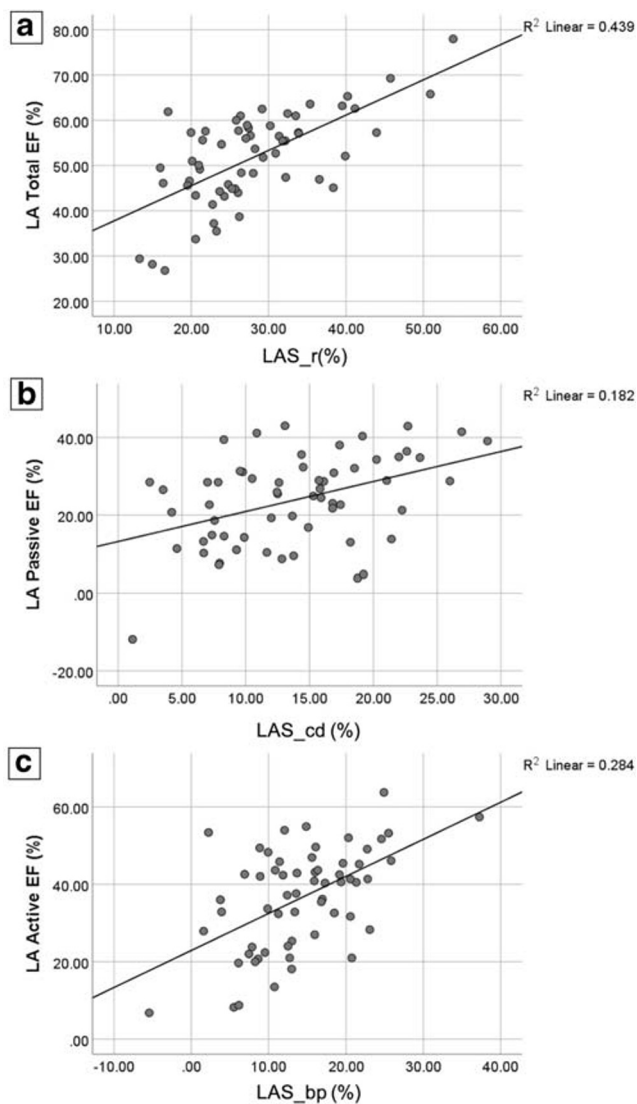 a
R² Linear = 0.439
80.00
70.00
60.00
50.00
40.00
30.00
20.00
LA Total EF (%)
10.00 20.00 30.00 40.00 50.00 60.00
LAS_r(%)
b
R² Linear = 0.182
40.00
20.00
.00
-20.00
LA Passive EF (%)
.00 5.00 10.00 15.00 20.00 25.00 30.00
LAS_cd (%)
c
R² Linear = 0.284
60.00
40.00
20.00
.00
LA Active EF (%)
-10.00 .00 10.00 20.00 30.00 40.00
LAS_bp (%)